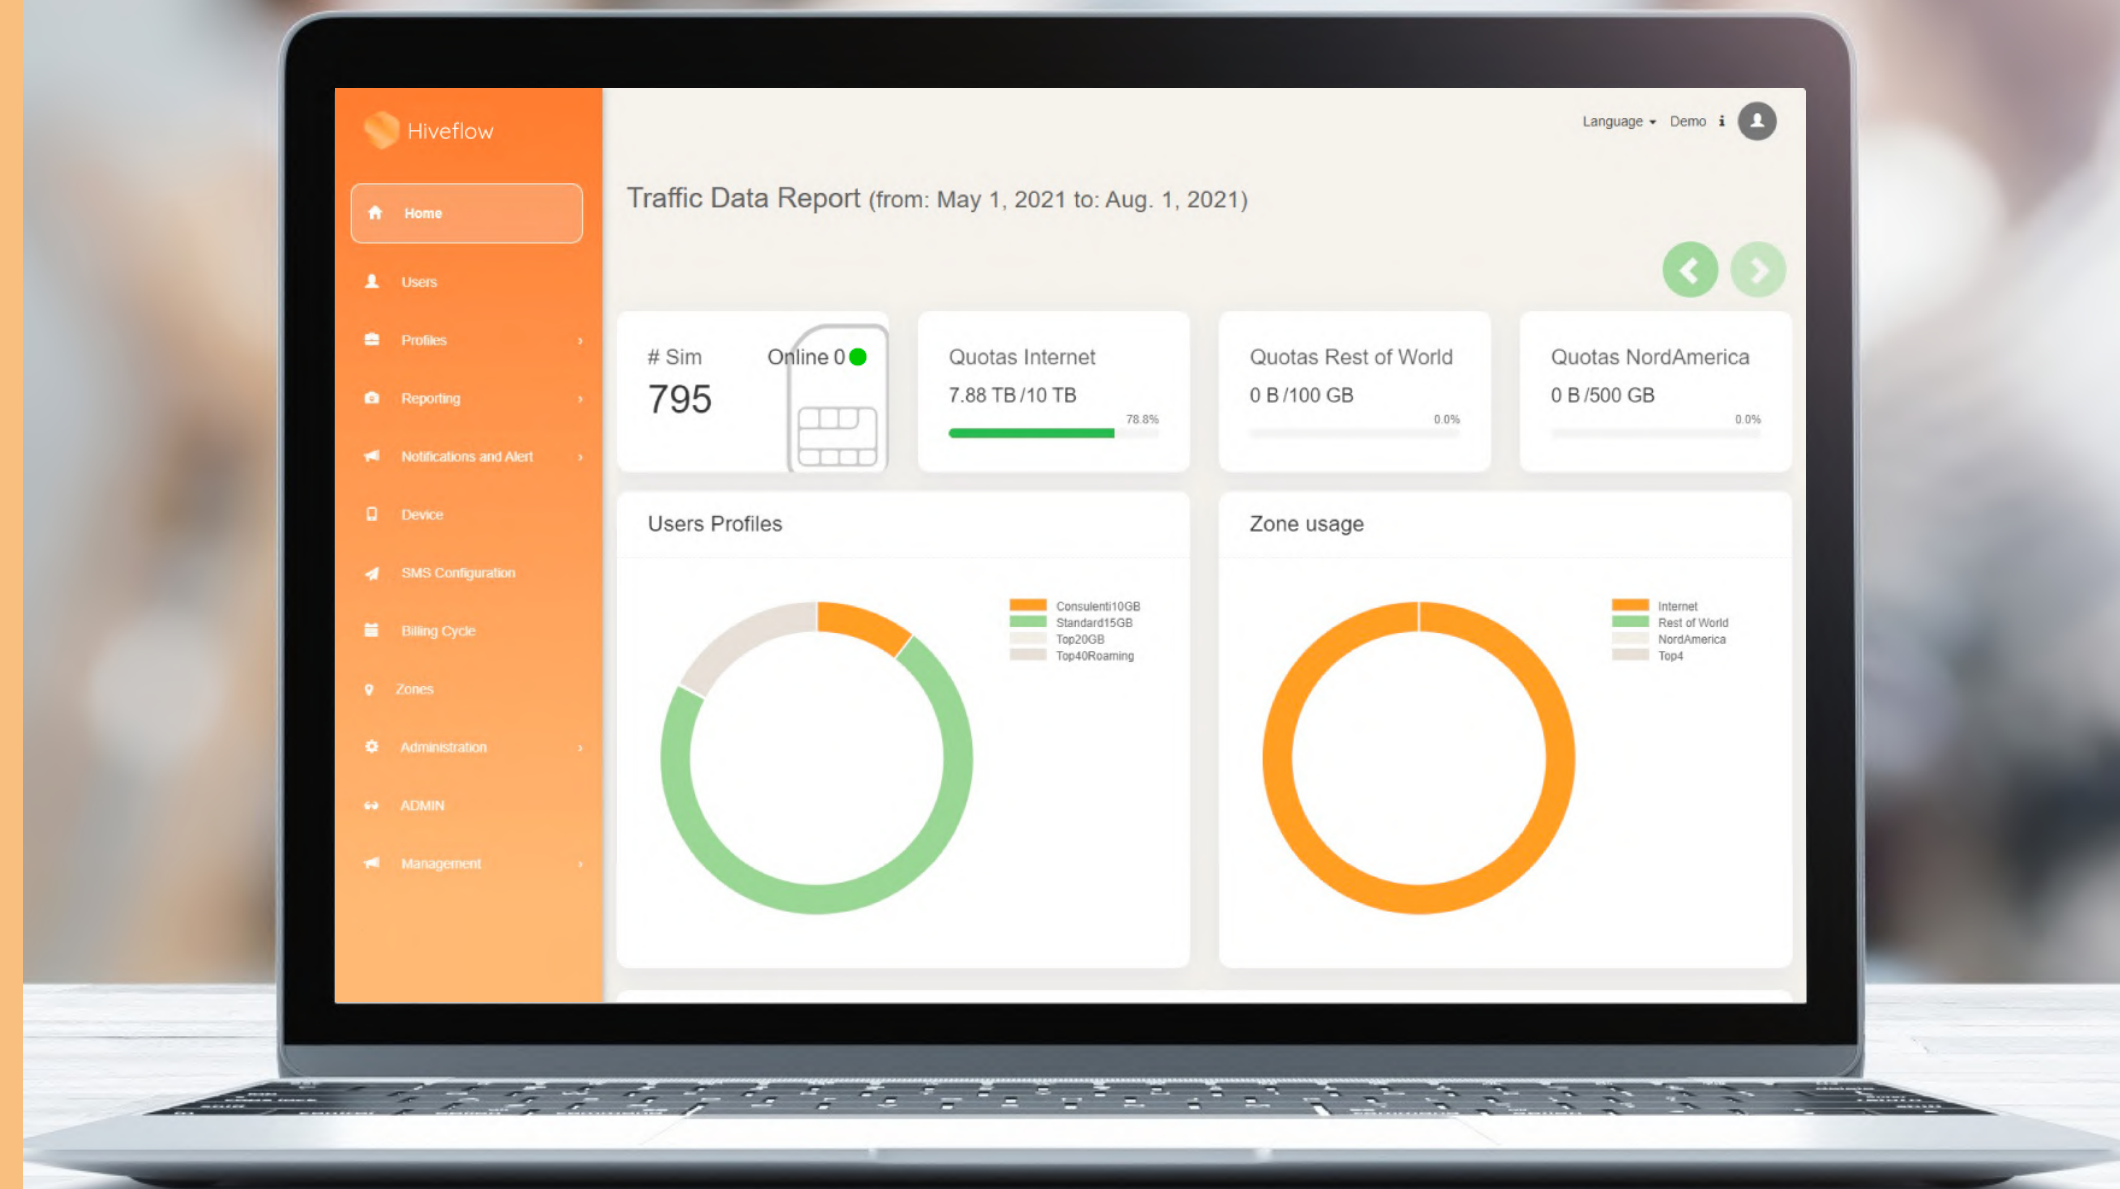 Hiveflow
Language Demo i
Home
Users
Profiles
Reporting
Notifications and Alert
Device
SMS Configuration
Billing Cycle
Zones
Administration
ADMIN
Management
Traffic Data Report (from: May 1, 2021 to: Aug. 1, 2021)
# Sim
Online 0
795
Quotas Internet
7.88 TB /10 TB
78.8%
Quotas Rest of World
0 B /100 GB
0.0%
Quotas NordAmerica
0 B /500 GB
0.0%
Users Profiles
Consulenti10GB
Standard15GB
Top20GB
Top40Roaming
Zone usage
Internet
Rest of World
NordAmerica
Top4